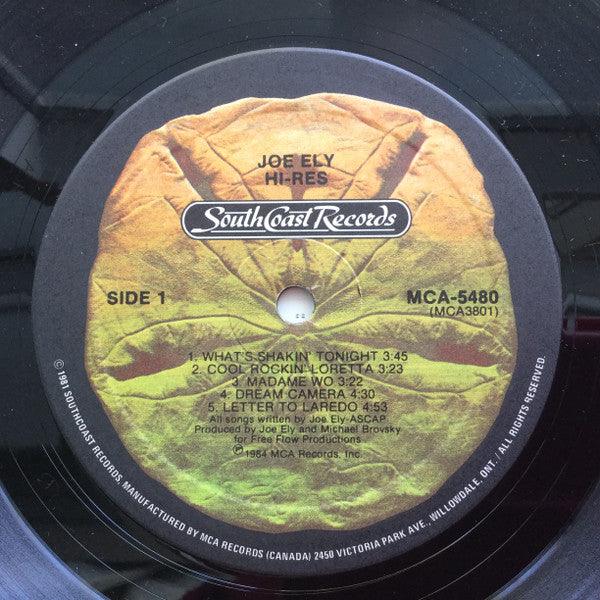 JOE ELY
HI-RES
SouthCoast Records
SIDE 1
MCA-5480
(MCA3801)
1. WHAT'S SHAKIN' TONIGHT 3:45
2. COOL ROCKIN' LORETTA 3:23
3. MADAME WO 3:22
4. DREAM CAMERA 4:30
5. LETTER TO LAREDO 4:53
All songs written by Joe Ely-ASCAP
Produced by Joe Ely and Michael Brovsky
for Free Flow Productions
Ⓟ1984 MCA Records, Inc.
© 1981 SOUTHCOAST RECORDS. MANUFACTURED BY MCA RECORDS (CANADA) 2450 VICTORIA PARK AVE., WILLOWDALE, ONT. / ALL RIGHTS RESERVED.